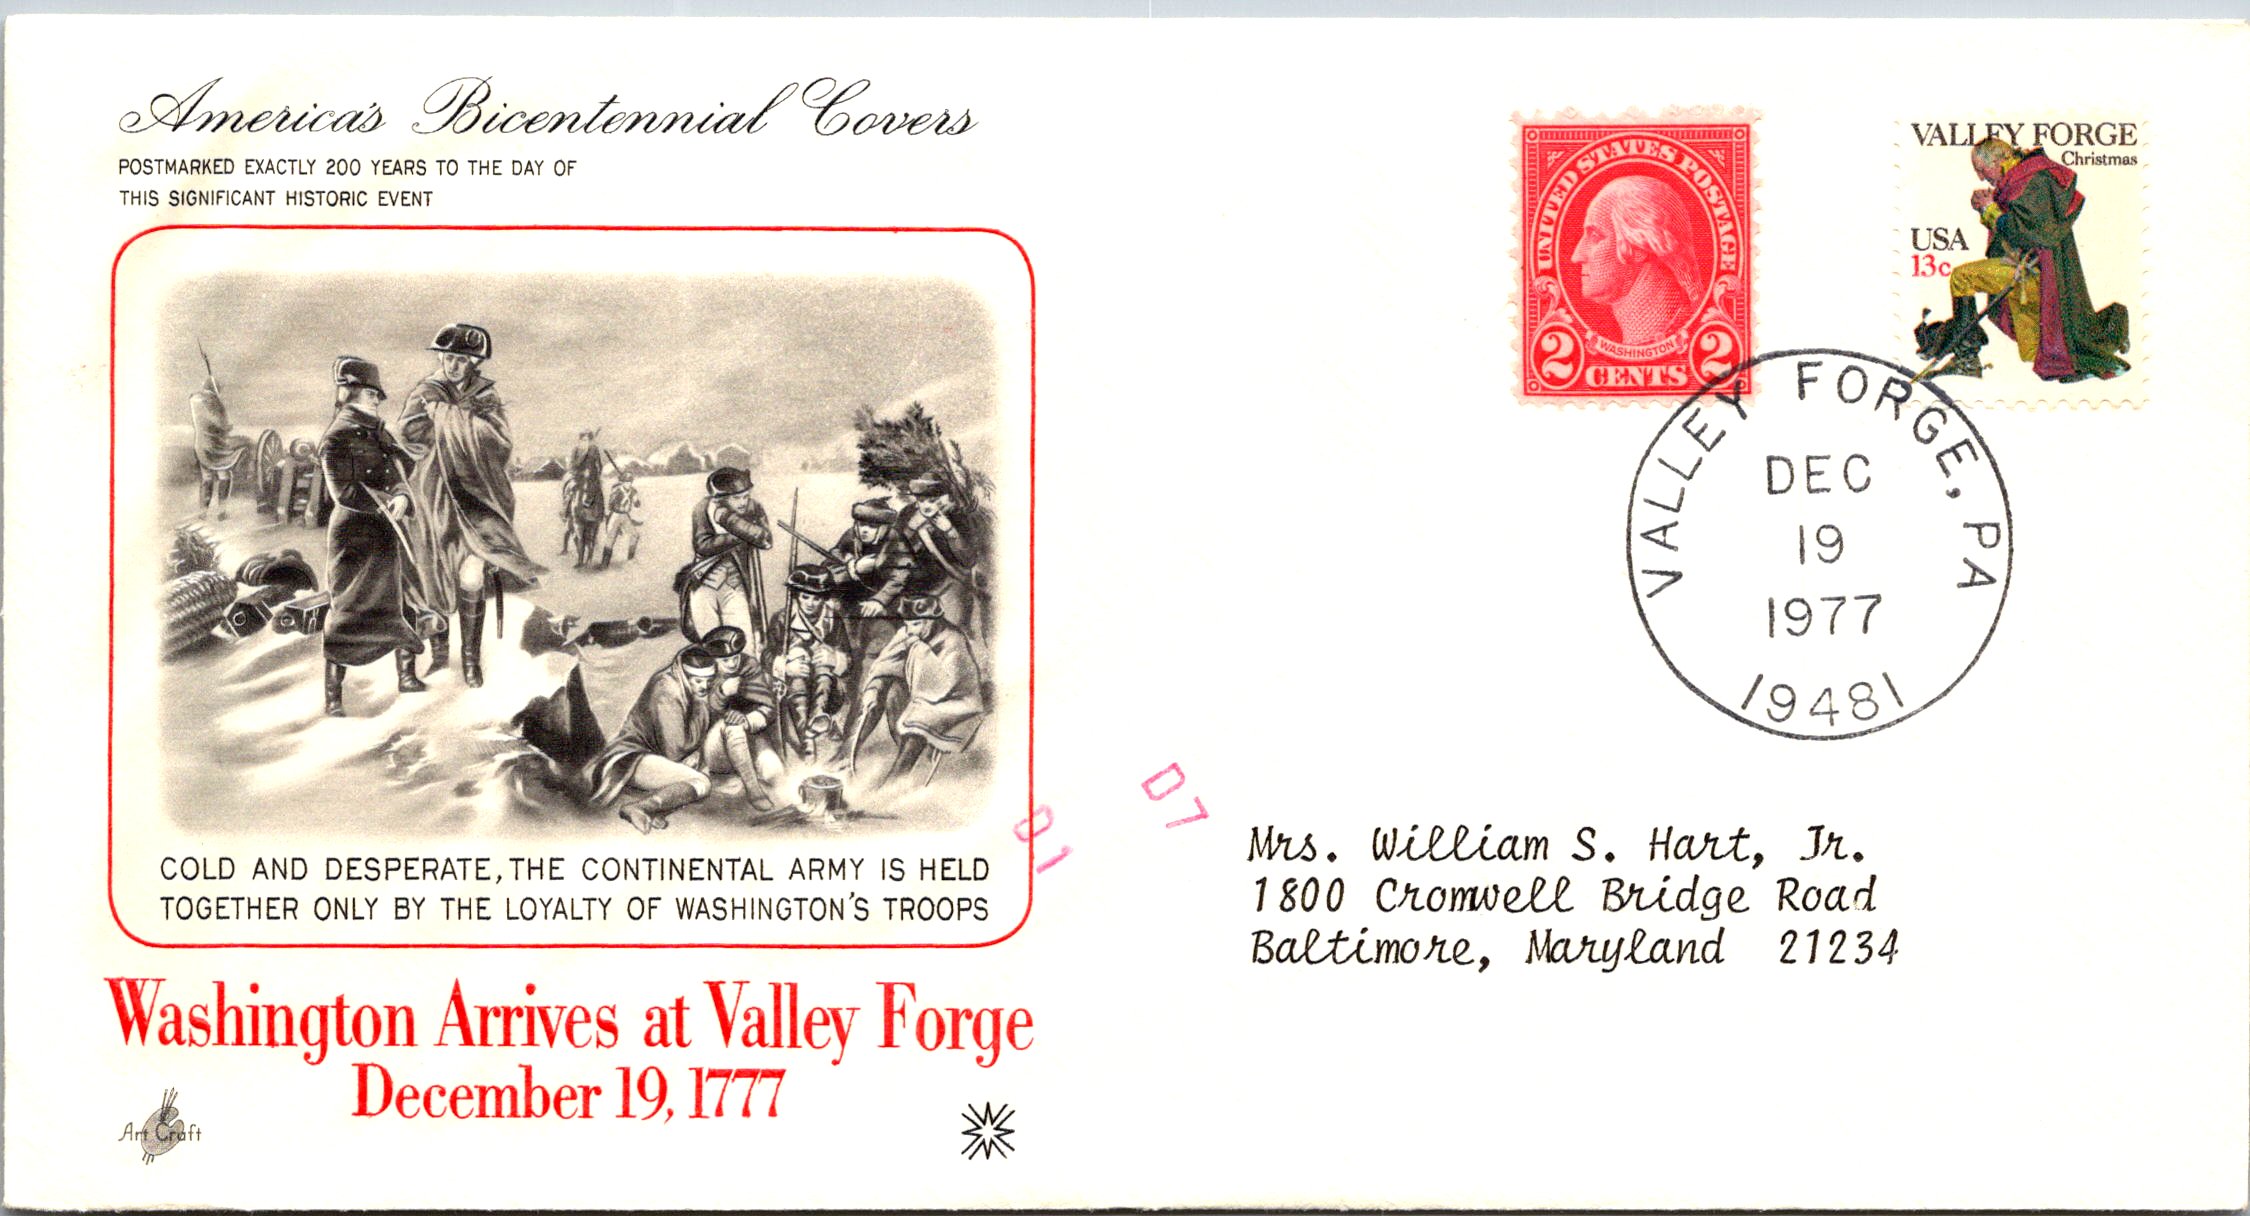 America's Bicentennial Covers
POSTMARKED EXACTLY 200 YEARS TO THE DAY OF
THIS SIGNIFICANT HISTORIC EVENT
COLD AND DESPERATE, THE CONTINENTAL ARMY IS HELD
TOGETHER ONLY BY THE LOYALTY OF WASHINGTON'S TROOPS
Washington Arrives at Valley Forge
December 19, 1777
Art Craft
UNITED STATES POSTAGE
WASHINGTON
2 2
CENTS
VALLEY FORGE
Christmas
USA
13c
VALLEY FORGE, PA
DEC
19
1977
19481
D7
91
Mrs. William S. Hart, Jr.
1800 Cromwell Bridge Road
Baltimore, Maryland 21234